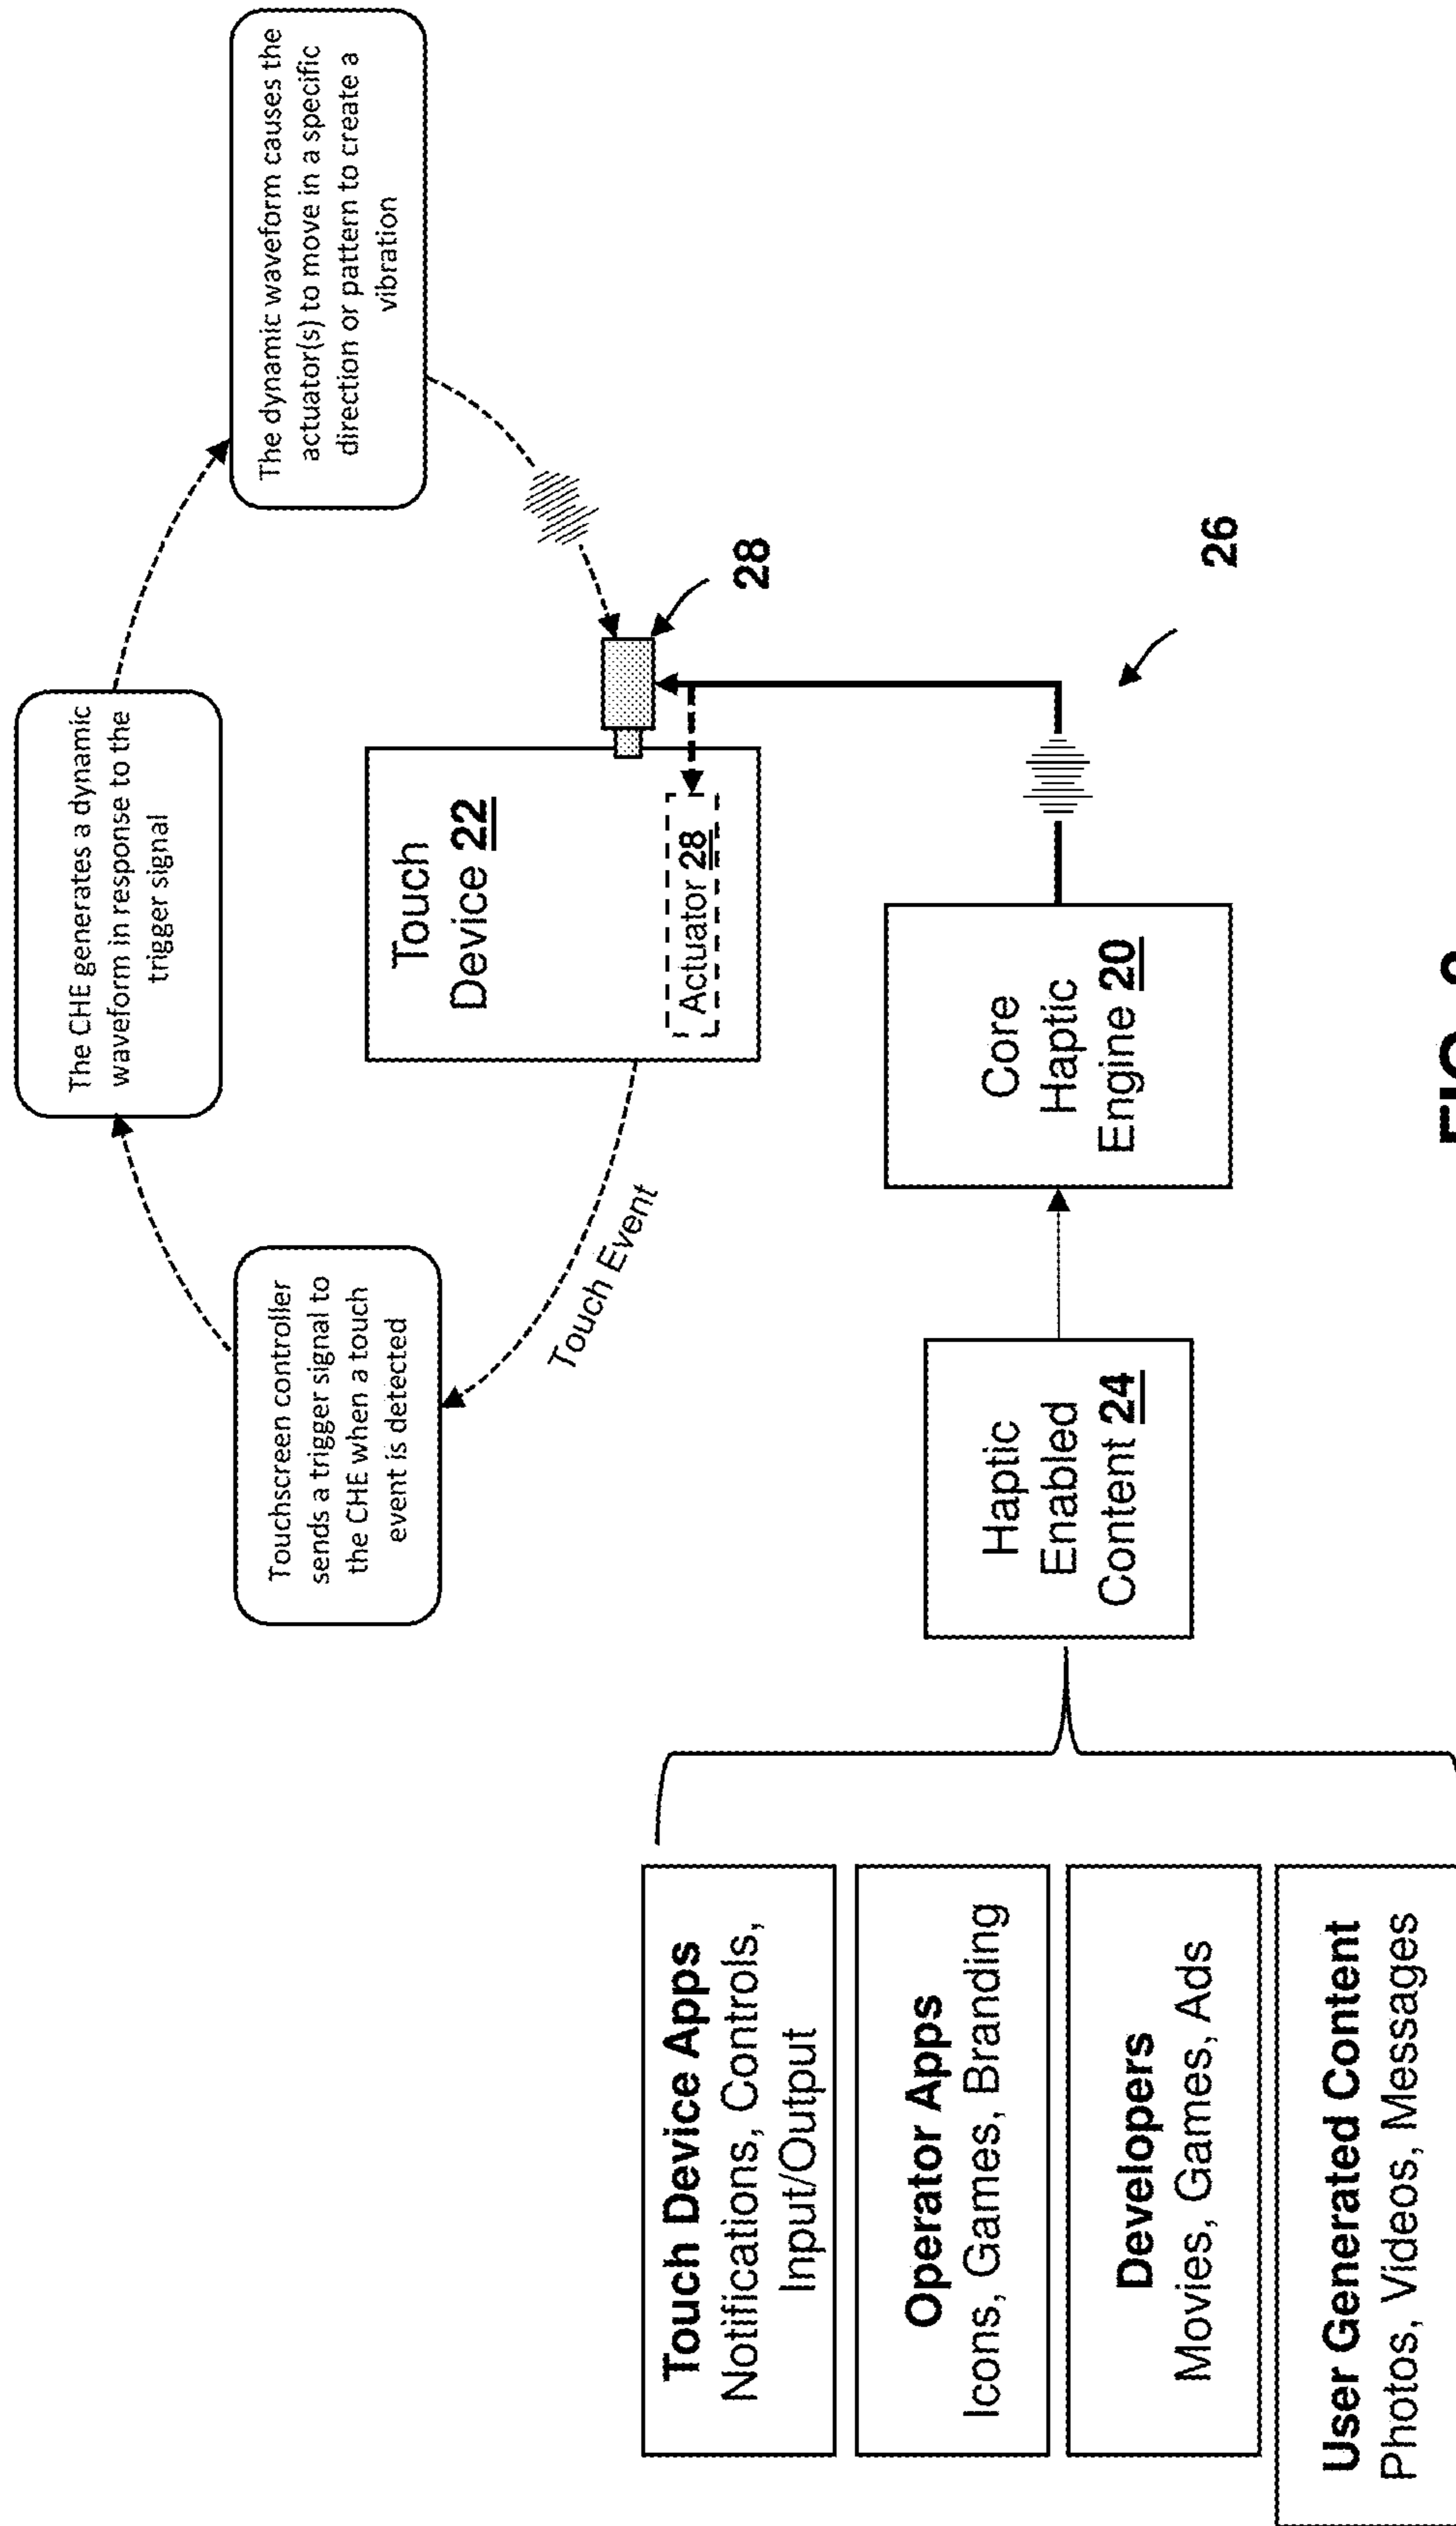 The CHE generates a dynamic
waveform in response to the
trigger signal
Touchscreen controller
sends a trigger signal to
the CHE when a touch
event is detected
The dynamic waveform causes the
actuator(s) to move in a specific
direction or pattern to create a
vibration
Touch Event
Touch
Device 22
Actuator 28
28
Touch Device Apps
Notifications, Controls,
Input/Output
Operator Apps
Icons, Games, Branding
Developers
Movies, Games, Ads
User Generated Content
Photos, Videos, Messages
Haptic
Enabled
Content 24
Core
Haptic
Engine 20
26
FIG.